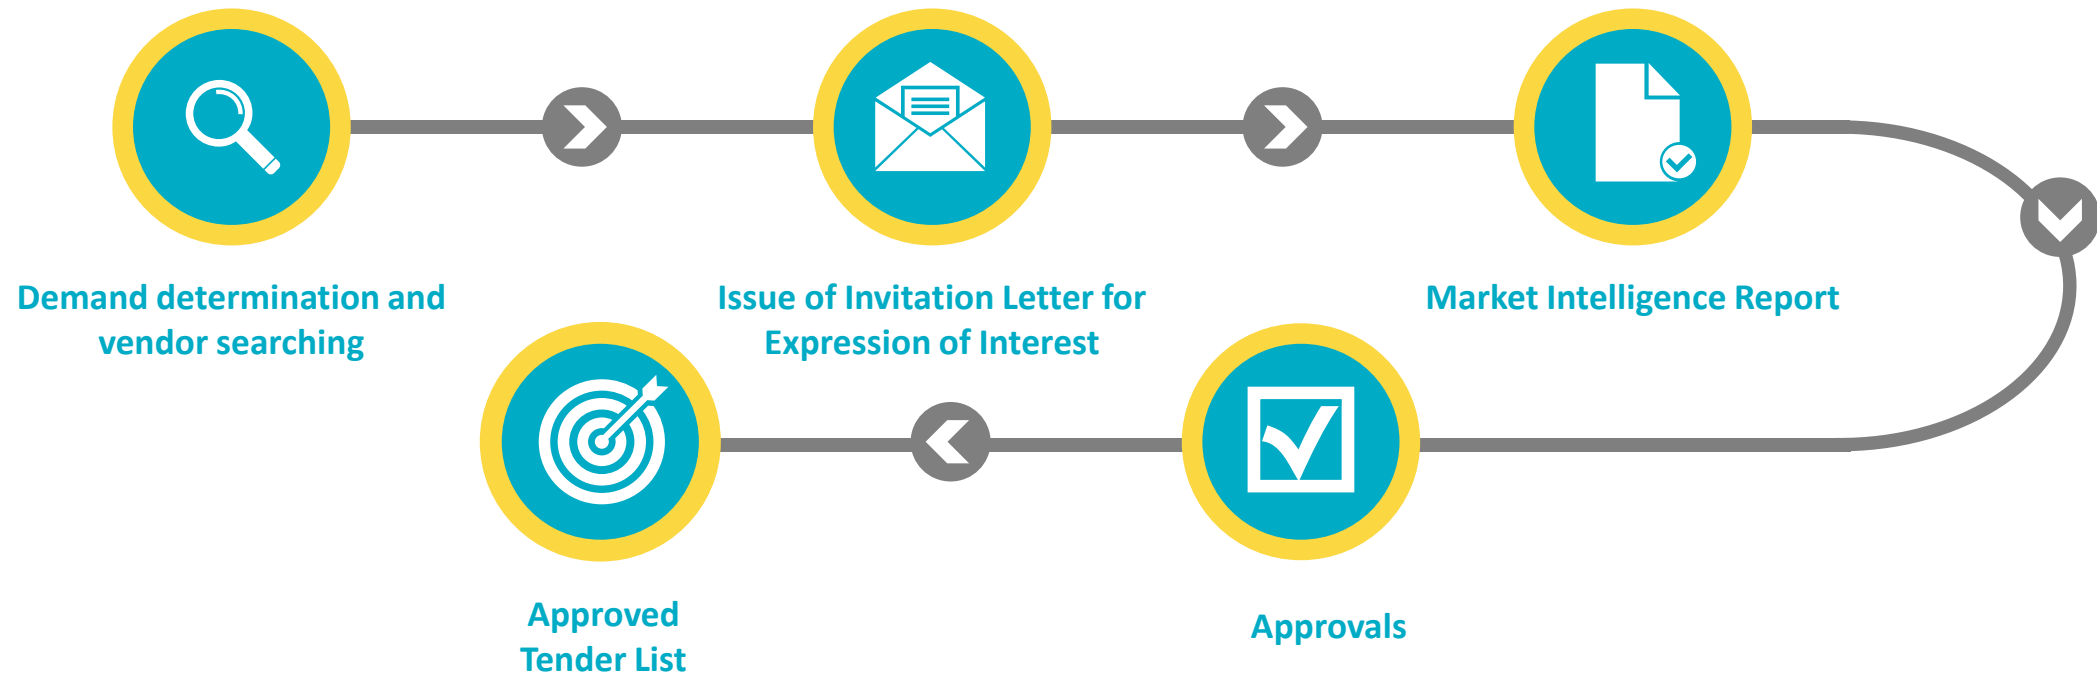 Demand determination and
vendor searching
Issue of Invitation Letter for
Expression of Interest
Market Intelligence Report
Approved
Tender List
Approvals